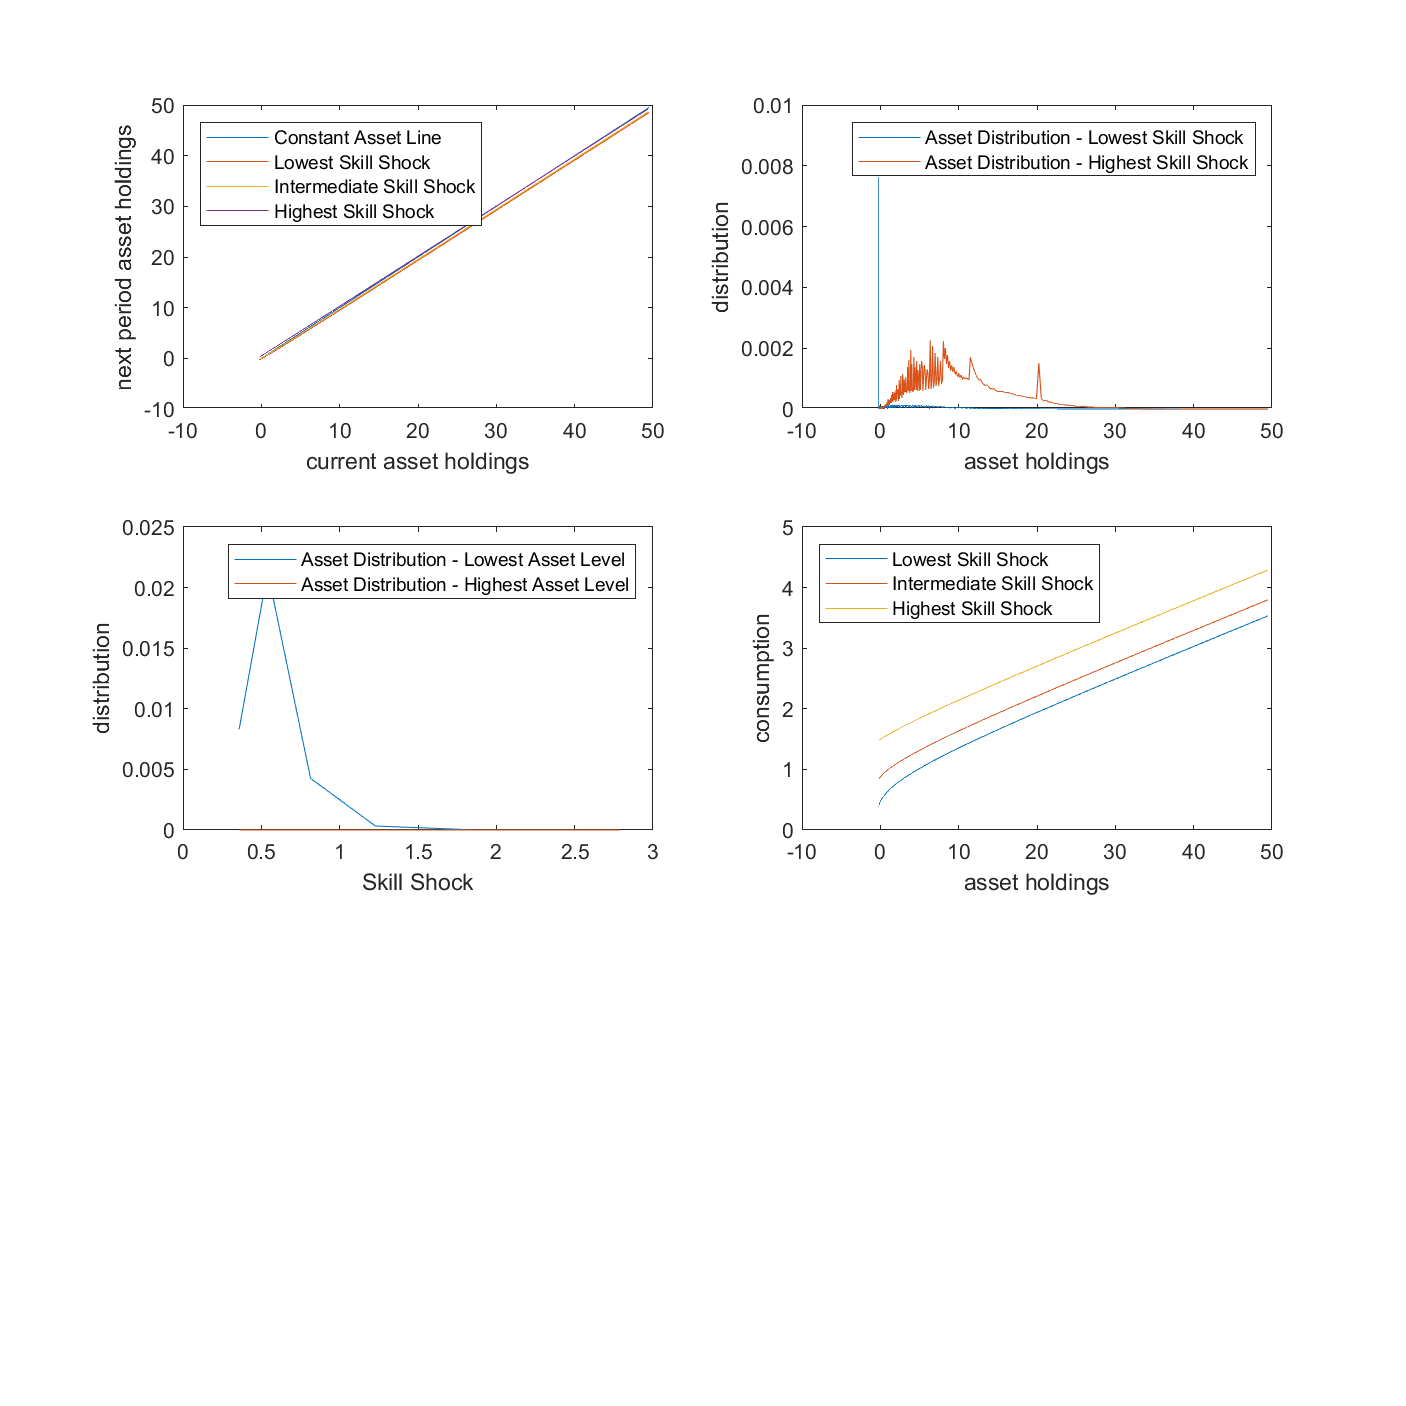 50
40
30
20
10
0
-10
next period asset holdings
Constant Asset Line
Lowest Skill Shock
Intermediate Skill Shock
Highest Skill Shock
-10 0 10 20 30 40 50
current asset holdings
0.01
0.008
0.006
0.004
0.002
0
distribution
Asset Distribution - Lowest Skill Shock
Asset Distribution - Highest Skill Shock
-10 0 10 20 30 40 50
asset holdings
0.025
0.02
0.015
0.01
0.005
0
distribution
Asset Distribution - Lowest Asset Level
Asset Distribution - Highest Asset Level
0 0.5 1 1.5 2 2.5 3
Skill Shock
5
4
3
2
1
0
consumption
Lowest Skill Shock
Intermediate Skill Shock
Highest Skill Shock
-10 0 10 20 30 40 50
asset holdings